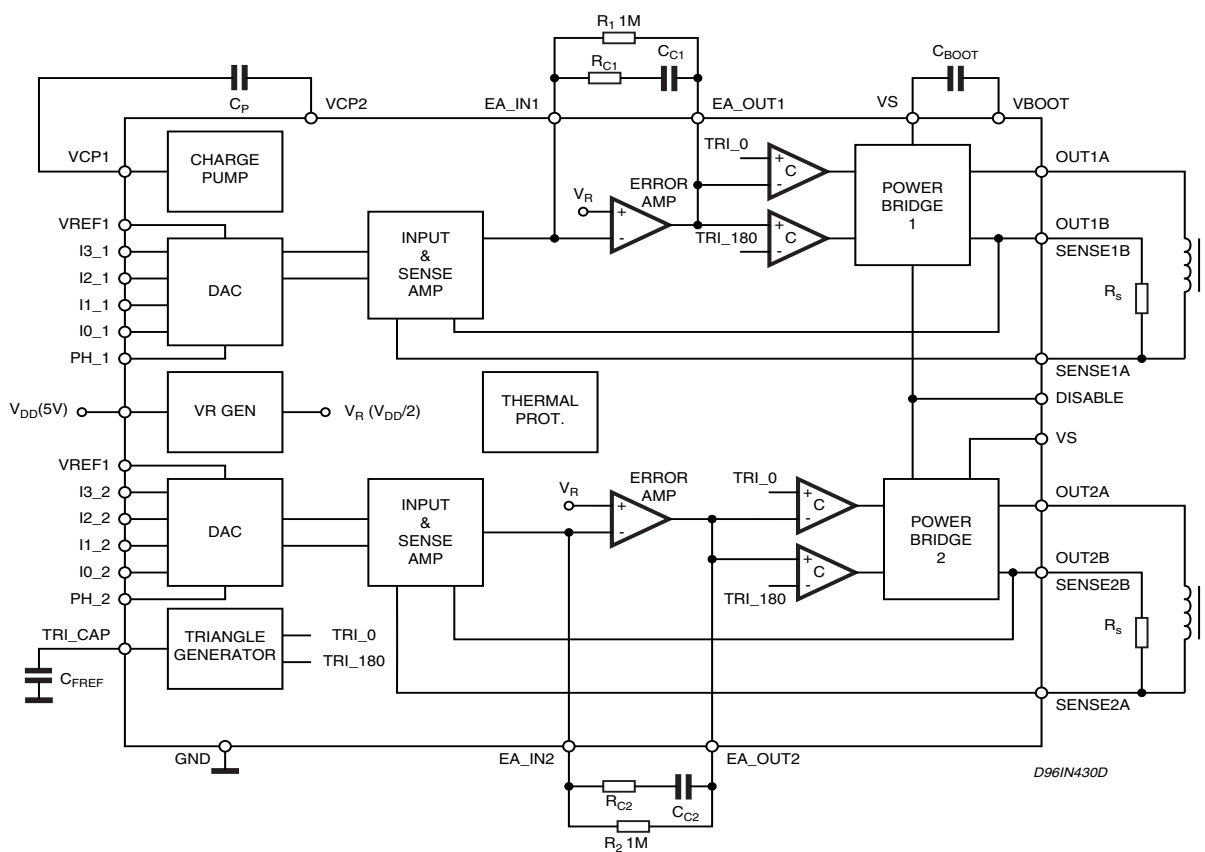 R1 1M
RC1
CC1
CBOOT
CP
VCP2
EA_IN1
EA_OUT1
VS
VBOOT
VCP1
CHARGE
PUMP
TRI_0
+
-
C
POWER
BRIDGE
1
OUT1A
VREF1
I3_1
I2_1
I1_1
I0_1
PH_1
DAC
INPUT
&
SENSE
AMP
VR
ERROR
AMP
+
-
TRI_180
+
-
C
OUT1B
SENSE1B
Rs
SENSE1A
VDD(5V)
VR GEN
VR (VDD/2)
THERMAL
PROT.
DISABLE
VS
VREF1
I3_2
I2_2
I1_2
I0_2
PH_2
DAC
INPUT
&
SENSE
AMP
VR
ERROR
AMP
+
-
TRI_0
+
-
C
TRI_180
+
-
C
POWER
BRIDGE
2
OUT2A
OUT2B
SENSE2B
Rs
SENSE2A
TRI_CAP
TRIANGLE
GENERATOR
TRI_0
TRI_180
CFREF
GND
EA_IN2
EA_OUT2
D96IN430D
RC2
CC2
R2 1M